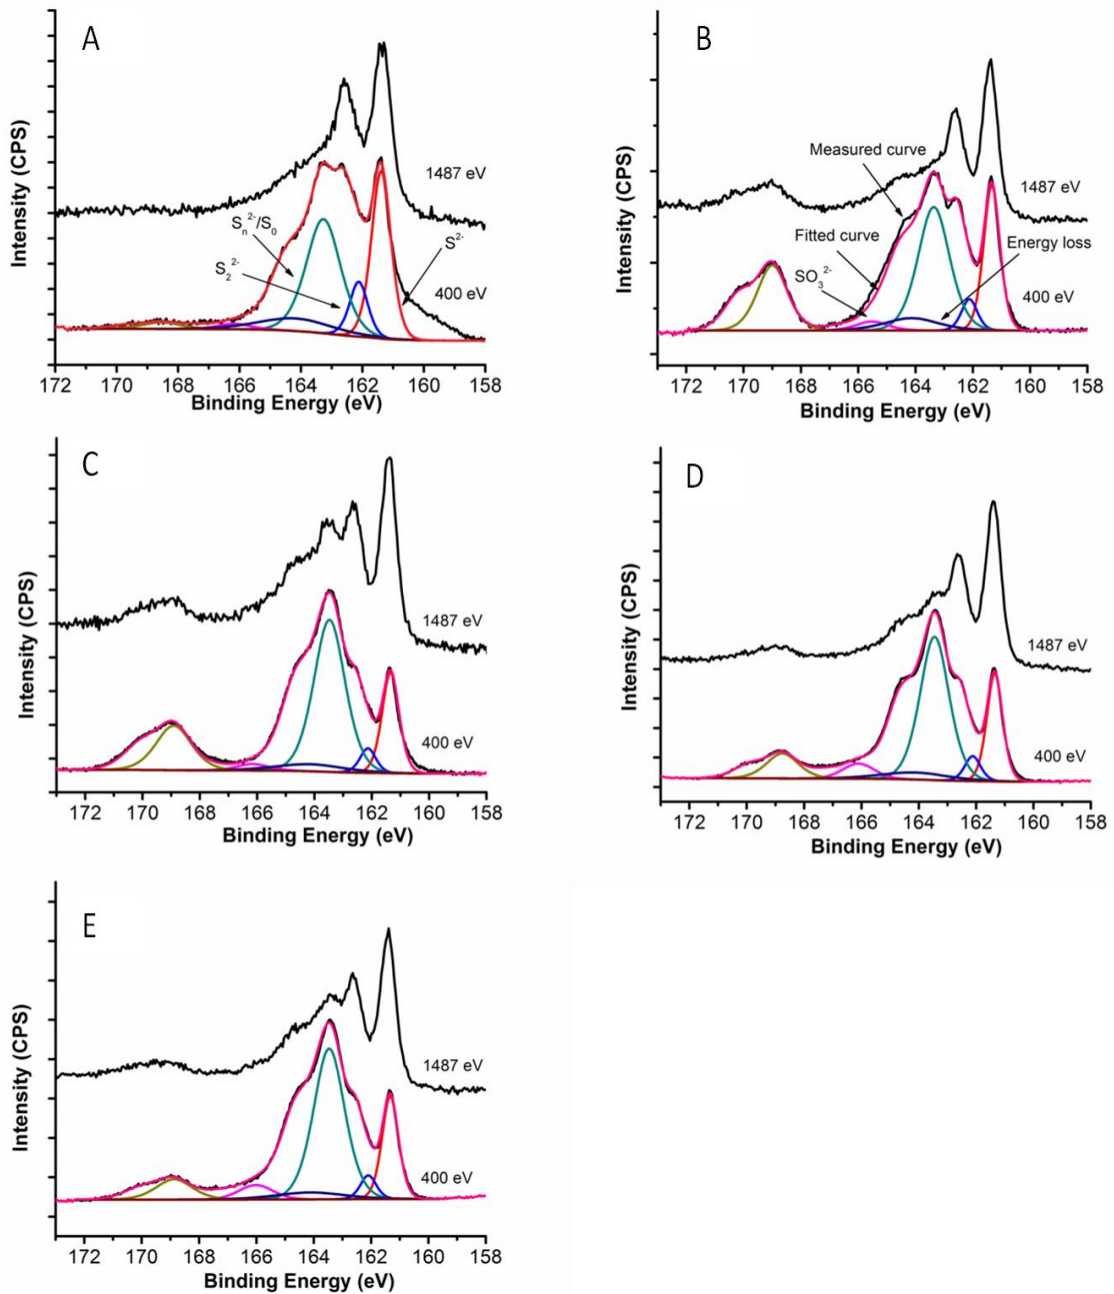 A
Intensity (CPS)
1487 eV
Sₙ²⁻/S₀
S₂²⁻
S²⁻
400 eV
172 170 168 166 164 162 160 158
Binding Energy (eV)
B
Intensity (CPS)
Measured curve
1487 eV
Fitted curve
Energy loss
SO₃²⁻
400 eV
172 170 168 166 164 162 160 158
Binding Energy (eV)
C
Intensity (CPS)
1487 eV
400 eV
172 170 168 166 164 162 160 158
Binding Energy (eV)
D
Intensity (CPS)
1487 eV
400 eV
172 170 168 166 164 162 160 158
Binding Energy (eV)
E
Intensity (CPS)
1487 eV
400 eV
172 170 168 166 164 162 160 158
Binding Energy (eV)